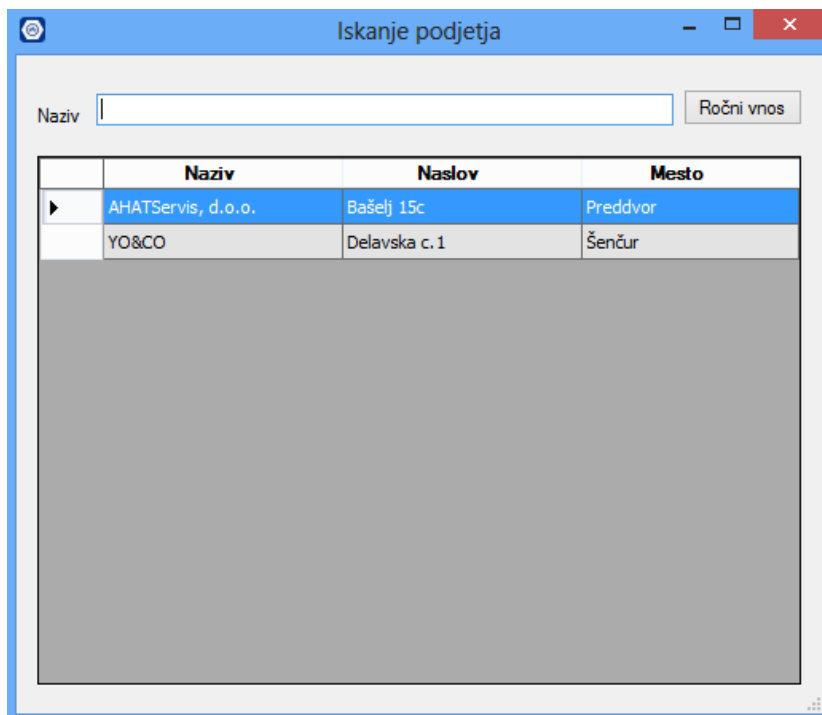 Iskanje podjetja
Naziv Ročni vnos
Naziv Naslov Mesto
AHATServis, d.o.o. Bašelj 15c Preddvor
YO&CO Delavska c.1 Šenčur